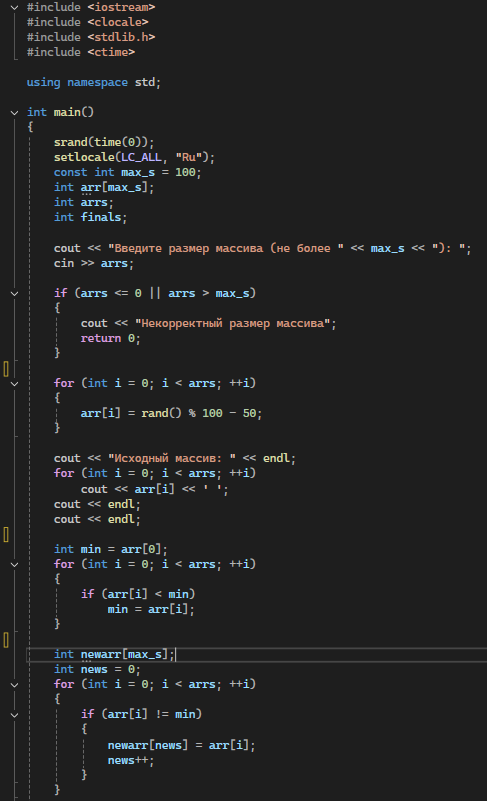 #include <iostream>
#include <clocale>
#include <stdlib.h>
#include <ctime>
using namespace std;
int main()
{
srand(time(0));
setlocale(LC_ALL, "Ru");
const int max_s = 100;
int arr[max_s];
int arrs;
int finals;
cout << "Введите размер массива (не более " << max_s << "): ";
cin >> arrs;
if (arrs <= 0 || arrs > max_s)
{
cout << "Некорректный размер массива";
return 0;
}
for (int i = 0; i < arrs; ++i)
{
arr[i] = rand() % 100 - 50;
}
cout << "Исходный массив: " << endl;
for (int i = 0; i < arrs; ++i)
cout << arr[i] << ' ';
cout << endl;
cout << endl;
int min = arr[0];
for (int i = 0; i < arrs; ++i)
{
if (arr[i] < min)
min = arr[i];
}
int newarr[max_s];
int news = 0;
for (int i = 0; i < arrs; ++i)
{
if (arr[i] != min)
{
newarr[news] = arr[i];
news++;
}
}